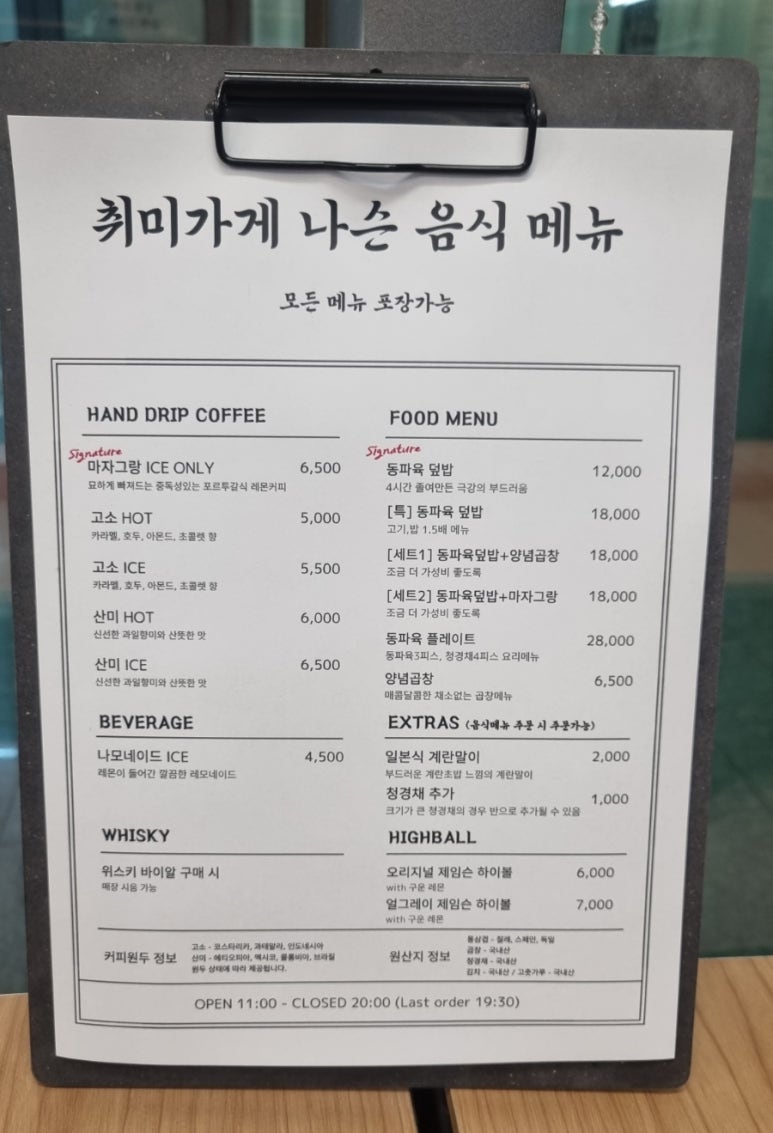 취미가게 나슨 음식 메뉴
모든 메뉴 포장가능
HAND DRIP COFFEE
Signature
마자그랑 ICE ONLY 6,500
묘하게 빠져드는 중독성있는 포르투갈식 레몬커피
고소 HOT 5,000
카라멜, 호두, 아몬드, 초콜렛 향
고소 ICE 5,500
카라멜, 호두, 아몬드, 초콜렛 향
산미 HOT 6,000
신선한 과일향미와 산뜻한 맛
산미 ICE 6,500
신선한 과일향미와 산뜻한 맛
BEVERAGE
나모네이드 ICE 4,500
레몬이 들어간 깔끔한 레모네이드
WHISKY
위스키 바이알 구매 시
매장 시음 가능
FOOD MENU
Signature
동파육 덮밥 12,000
4시간 졸여만든 극강의 부드러움
[특] 동파육 덮밥 18,000
고기,밥 1.5배 메뉴
[세트1] 동파육덮밥+양념곱창 18,000
조금 더 가성비 좋도록
[세트2] 동파육덮밥+마자그랑 18,000
조금 더 가성비 좋도록
동파육 플레이트 28,000
동파육3피스, 청경채4피스 요리메뉴
양념곱창 6,500
매콤달콤한 채소없는 곱창메뉴
EXTRAS (음식메뉴 주문 시 주문가능)
일본식 계란말이 2,000
부드러운 계란초밥 느낌의 계란말이
청경채 추가 1,000
크기가 큰 청경채의 경우 반으로 추가될 수 있음
HIGHBALL
오리지널 제임슨 하이볼 6,000
with 구운 레몬
얼그레이 제임슨 하이볼 7,000
with 구운 레몬
커피원두 정보
고소 - 코스타리카, 과테말라, 인도네시아
산미 - 에티오피아, 멕시코, 콜롬비아, 브라질
원두 상태에 따라 제공됩니다.
원산지 정보
통삼겹 - 칠레, 스페인, 독일
곱창 - 국내산
청경채 - 국내산
김치 - 국내산 / 고춧가루 - 국내산
OPEN 11:00 - CLOSED 20:00 (Last order 19:30)